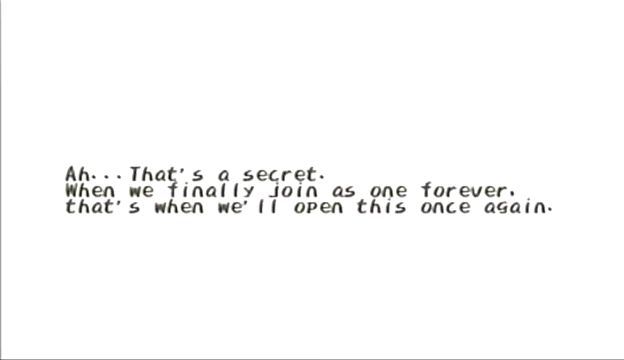 Ah...That's a secret.
When we finally join as one forever,
that's when we'll open this once again.